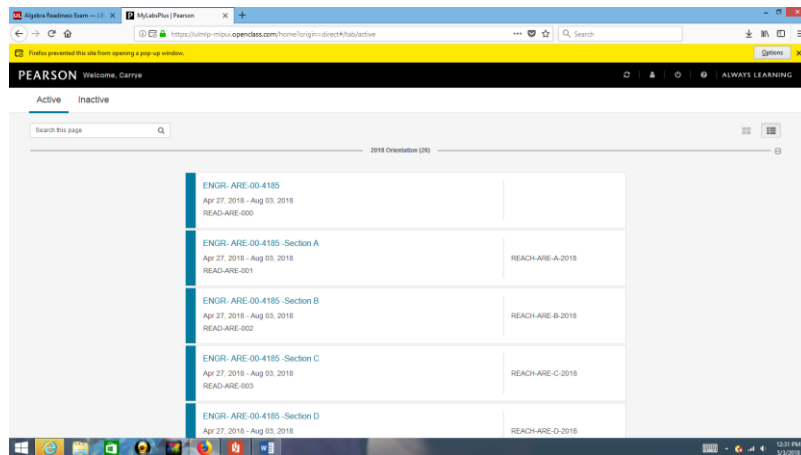 Algebra Readiness Exam — J.E.
MyLabsPlus | Pearson
https://ulmlp-mlpui.openclass.com/home?origin=direct#/tab/active
Search
Firefox prevented this site from opening a pop-up window.
Options
PEARSON Welcome, Carrye
ALWAYS LEARNING
Active Inactive
Search this page
2018 Orientation (26)
ENGR- ARE-00-4185
Apr 27, 2018 - Aug 03, 2018
READ-ARE-000
ENGR- ARE-00-4185 -Section A
Apr 27, 2018 - Aug 03, 2018
REACH-ARE-A-2018
READ-ARE-001
ENGR- ARE-00-4185 -Section B
Apr 27, 2018 - Aug 03, 2018
REACH-ARE-B-2018
READ-ARE-002
ENGR- ARE-00-4185 -Section C
Apr 27, 2018 - Aug 03, 2018
REACH-ARE-C-2018
READ-ARE-003
ENGR- ARE-00-4185 -Section D
Apr 27, 2018 - Aug 03, 2018
REACH-ARE-D-2018
12:31 PM
5/3/2018